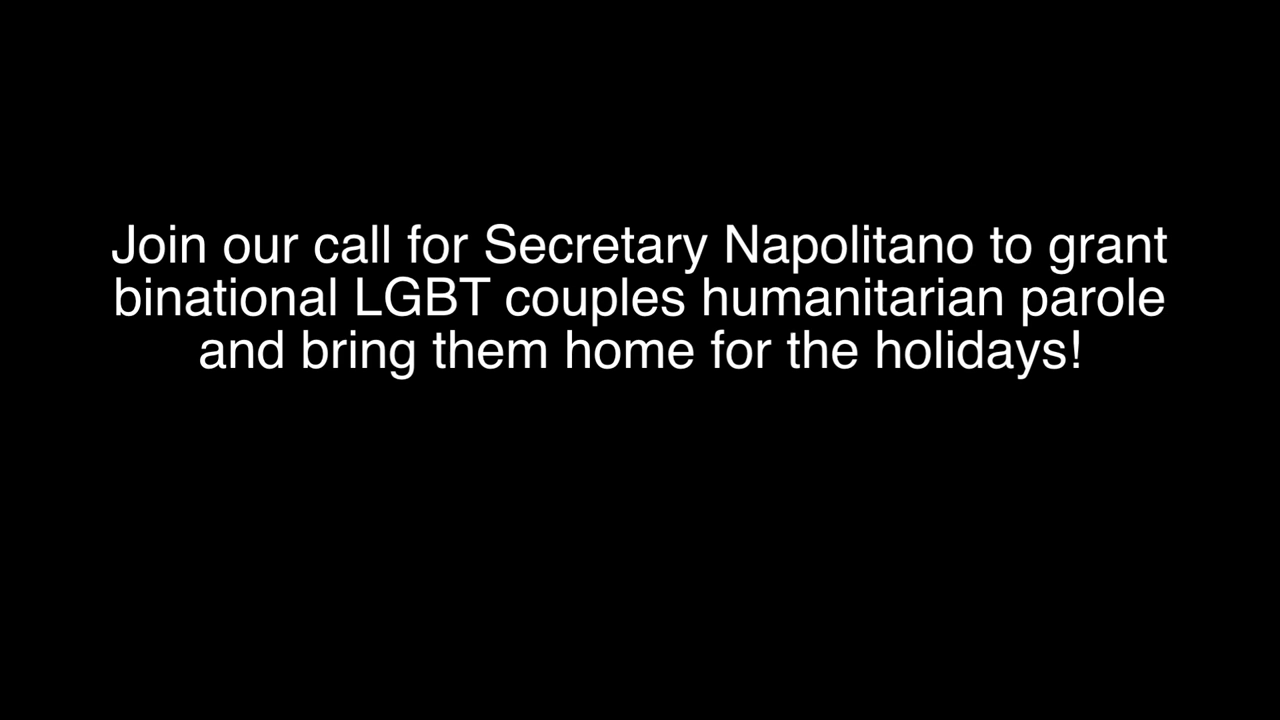 Join our call for Secretary Napolitano to grant
binational LGBT couples humanitarian parole
and bring them home for the holidays!